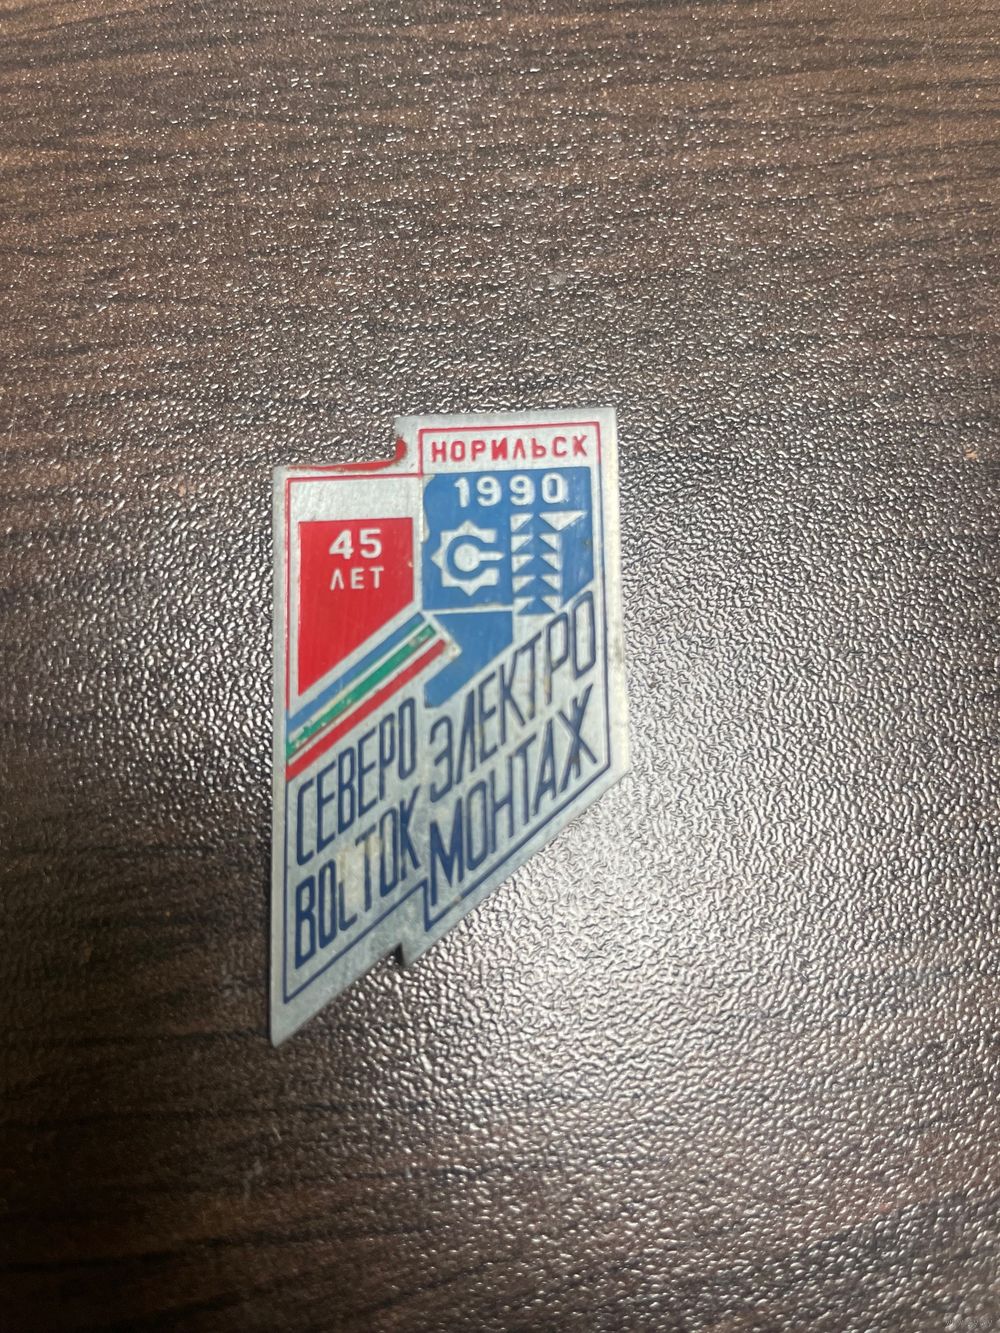 НОРИЛЬСК
1990
45
ЛЕТ
СЕВЕРО
ВОСТОК
ЭЛЕКТРО
МОНТАЖ